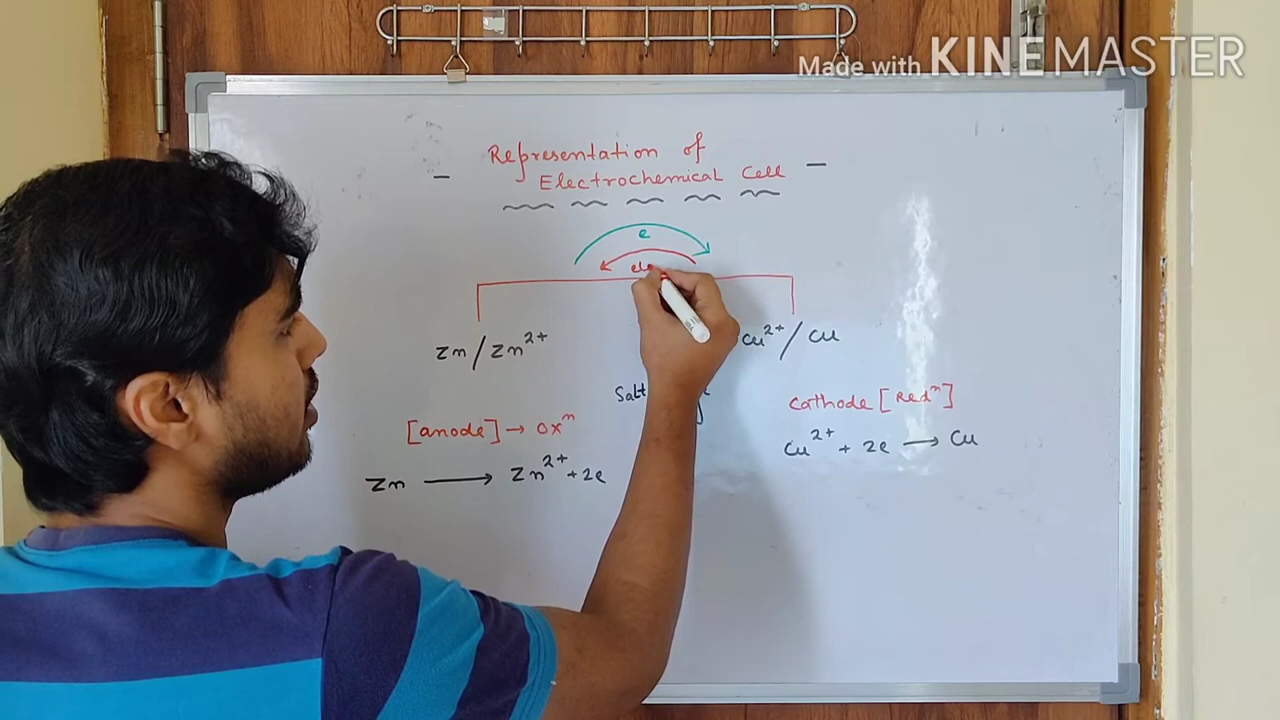 Made with KINEMASTER
Representation of
Electrochemical Cell
e
ele
Zn/Zn²⁺
Cu²⁺/Cu
Salt
Cathode [Redⁿ]
[anode] → Oxⁿ
Cu²⁺ + 2e → Cu
Zn → Zn²⁺ + 2e